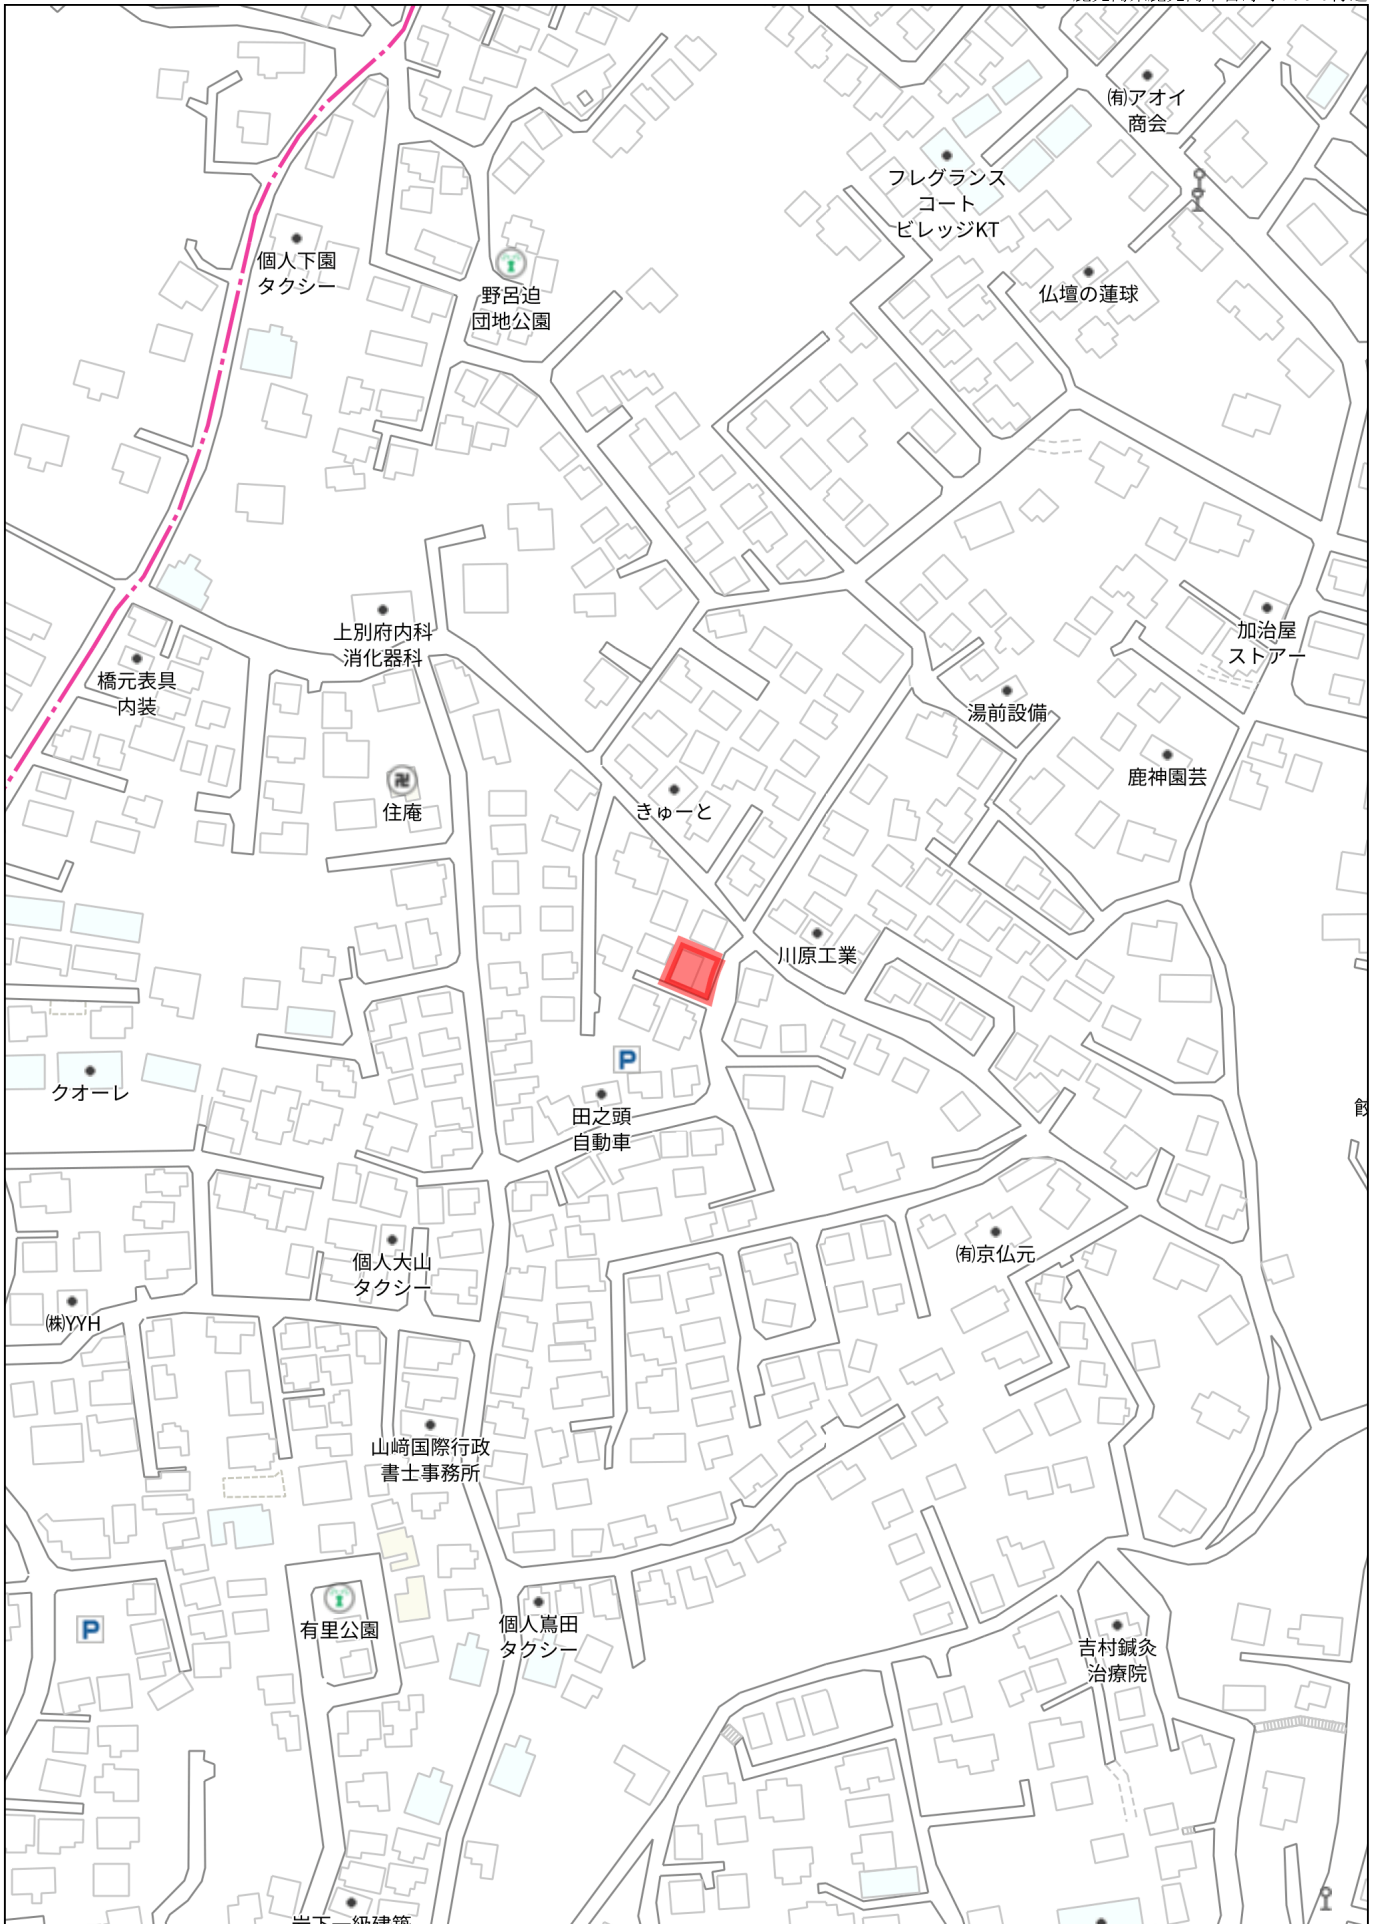 ㈲アオイ
商会
フレグランス
コート
ビレッジKT
個人下園
タクシー
野呂迫
団地公園
仏壇の蓮球
上別府内科
消化器科
加治屋
ストアー
橋元表具
内装
湯前設備
鹿神園芸
住庵
きゅーと
川原工業
P
クオーレ
田之頭
自動車
㈲京仏元
個人大山
タクシー
㈱YYH
山﨑国際行政
書士事務所
P
有里公園
個人嶌田
タクシー
吉村鍼灸
治療院